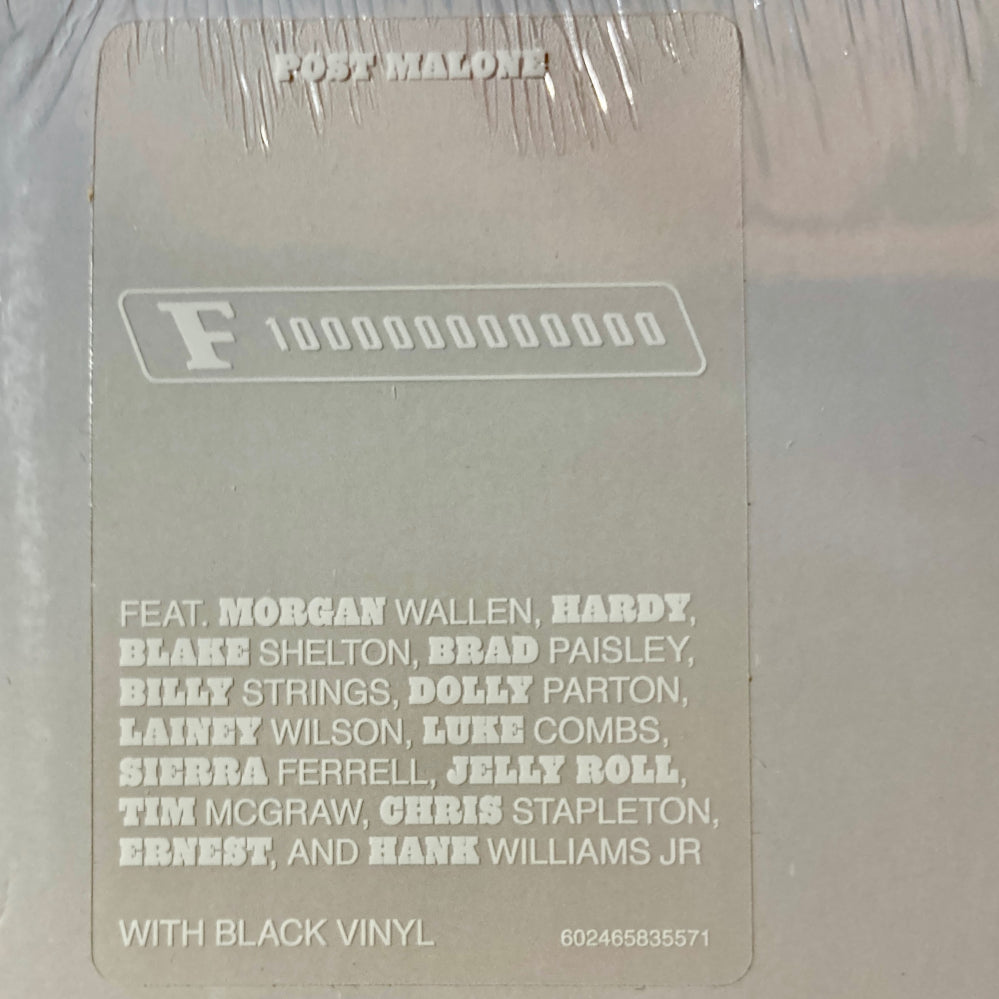 POST MALONE
F 1000000000000
FEAT. MORGAN WALLEN, HARDY,
BLAKE SHELTON, BRAD PAISLEY,
BILLY STRINGS, DOLLY PARTON,
LAINEY WILSON, LUKE COMBS,
SIERRA FERRELL, JELLY ROLL,
TIM MCGRAW, CHRIS STAPLETON,
ERNEST, AND HANK WILLIAMS JR
WITH BLACK VINYL
602465835571